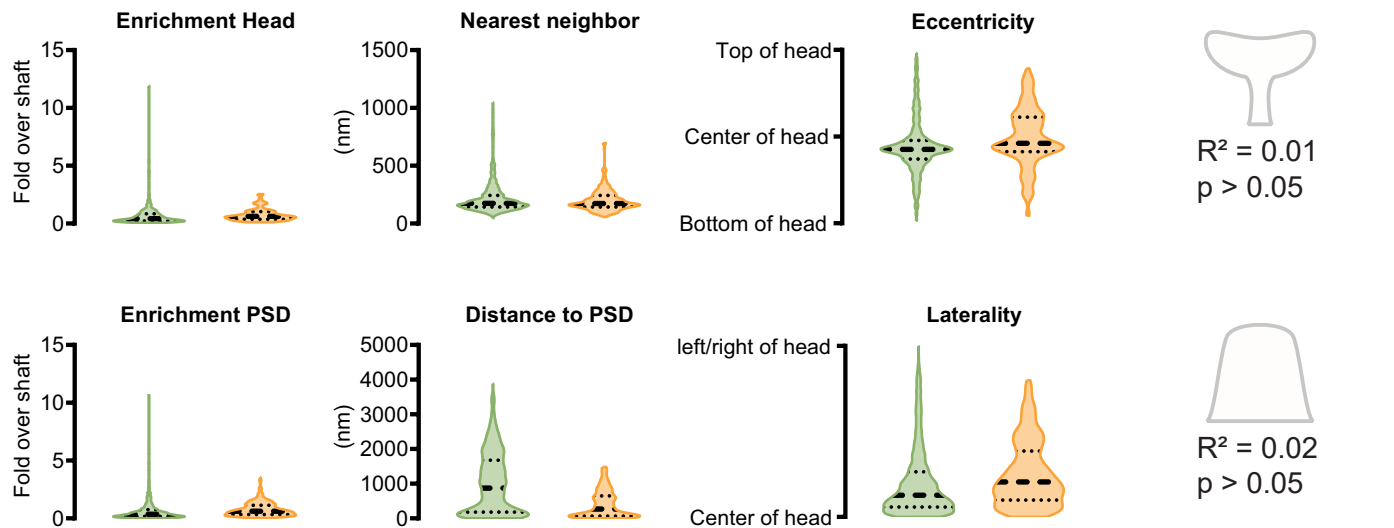 Enrichment Head
15
10
5
0
Fold over shaft
Nearest neighbor
1500
1000
500
0
(nm)
Eccentricity
Top of head
Center of head
Bottom of head
R² = 0.01
p > 0.05
Enrichment PSD
15
10
5
0
Fold over shaft
Distance to PSD
5000
4000
3000
2000
1000
0
(nm)
Laterality
left/right of head
Center of head
R² = 0.02
p > 0.05